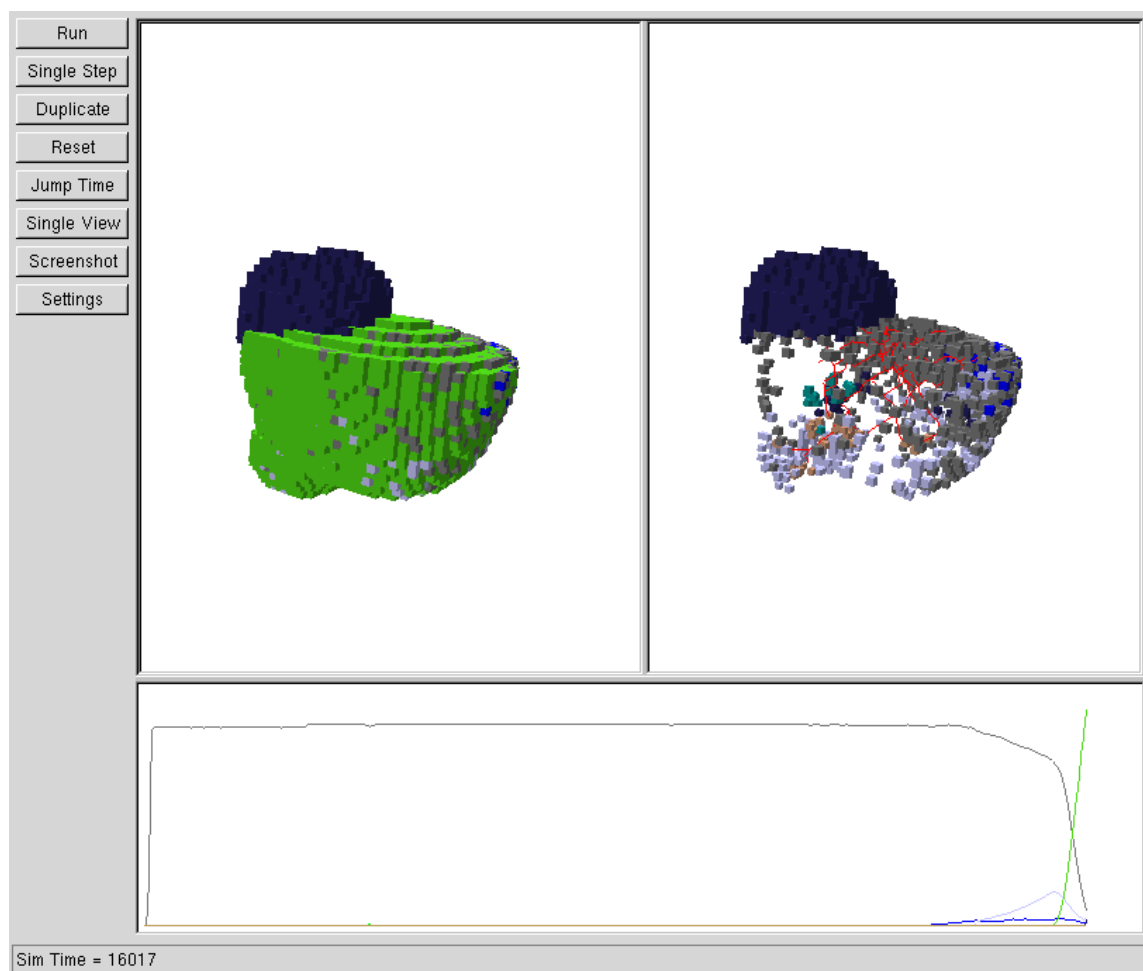 Run
Single Step
Duplicate
Reset
Jump Time
Single View
Screenshot
Settings
Sim Time = 16017